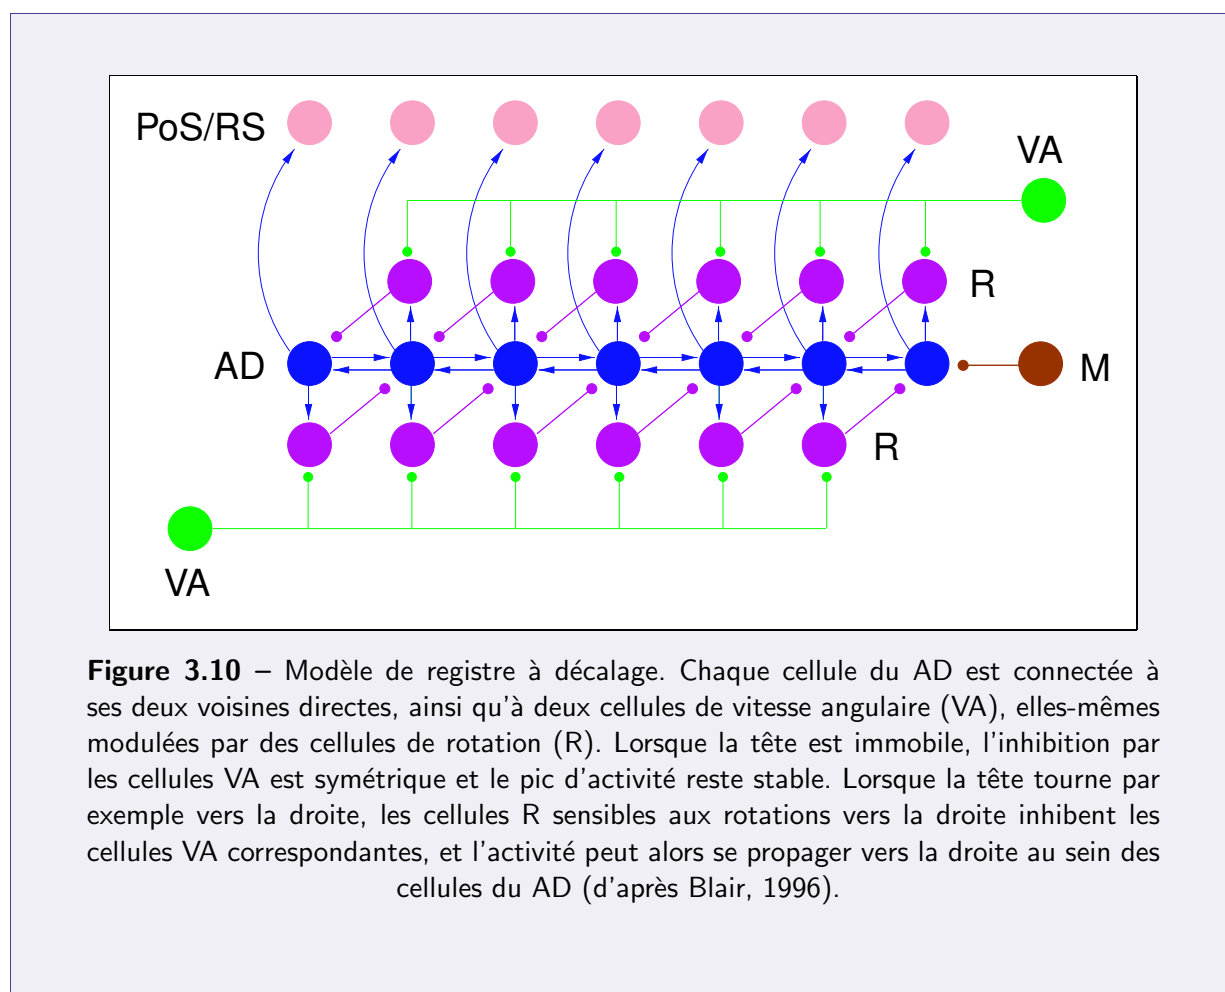 PoS/RS
VA
R
AD
M
R
VA
Figure 3.10 – Modèle de registre à décalage. Chaque cellule du AD est connectée à
ses deux voisines directes, ainsi qu'à deux cellules de vitesse angulaire (VA), elles-mêmes
modulées par des cellules de rotation (R). Lorsque la tête est immobile, l'inhibition par
les cellules VA est symétrique et le pic d'activité reste stable. Lorsque la tête tourne par
exemple vers la droite, les cellules R sensibles aux rotations vers la droite inhibent les
cellules VA correspondantes, et l'activité peut alors se propager vers la droite au sein des
cellules du AD (d'après Blair, 1996).